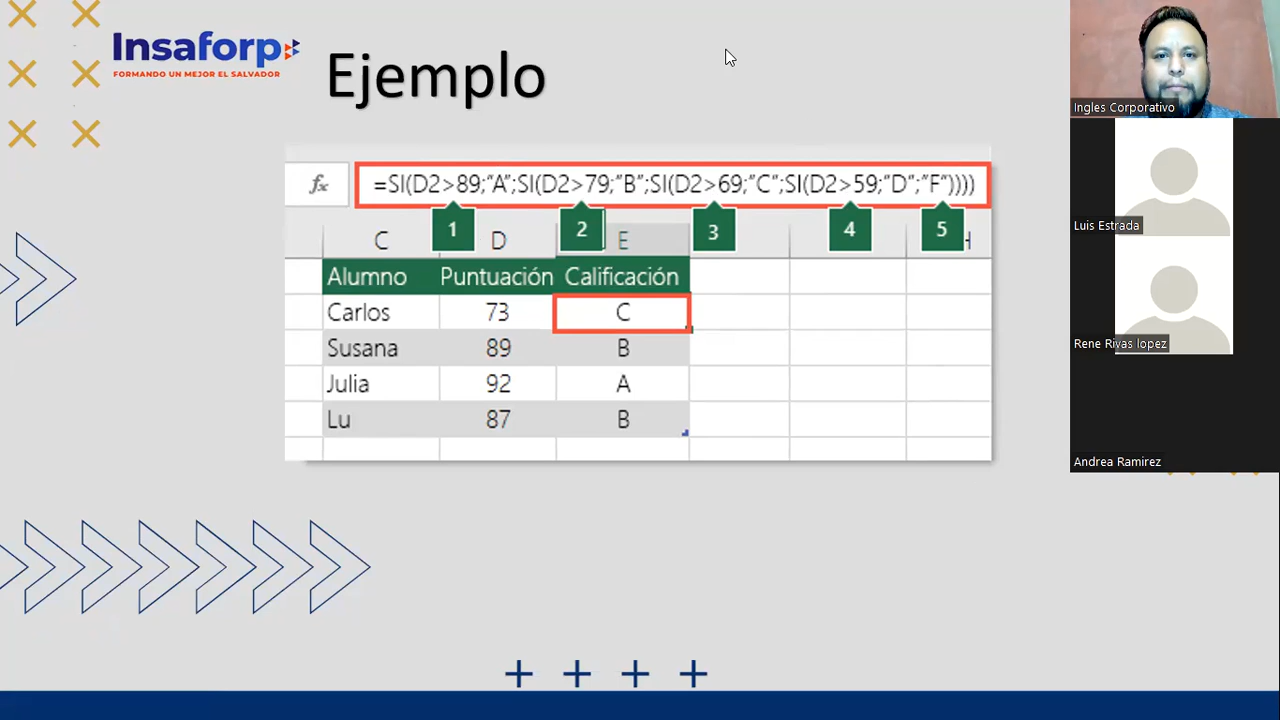 Insaforp
FORMANDO UN MEJOR EL SALVADOR
Ejemplo
fx =SI(D2>89;"A";SI(D2>79;"B";SI(D2>69;"C";SI(D2>59;"D";"F"))))
1 2 3 4 5
C D E H
Alumno Puntuación Calificación
Carlos 73 C
Susana 89 B
Julia 92 A
Lu 87 B
Ingles Corporativo
Luis Estrada
Rene Rivas lopez
Andrea Ramirez